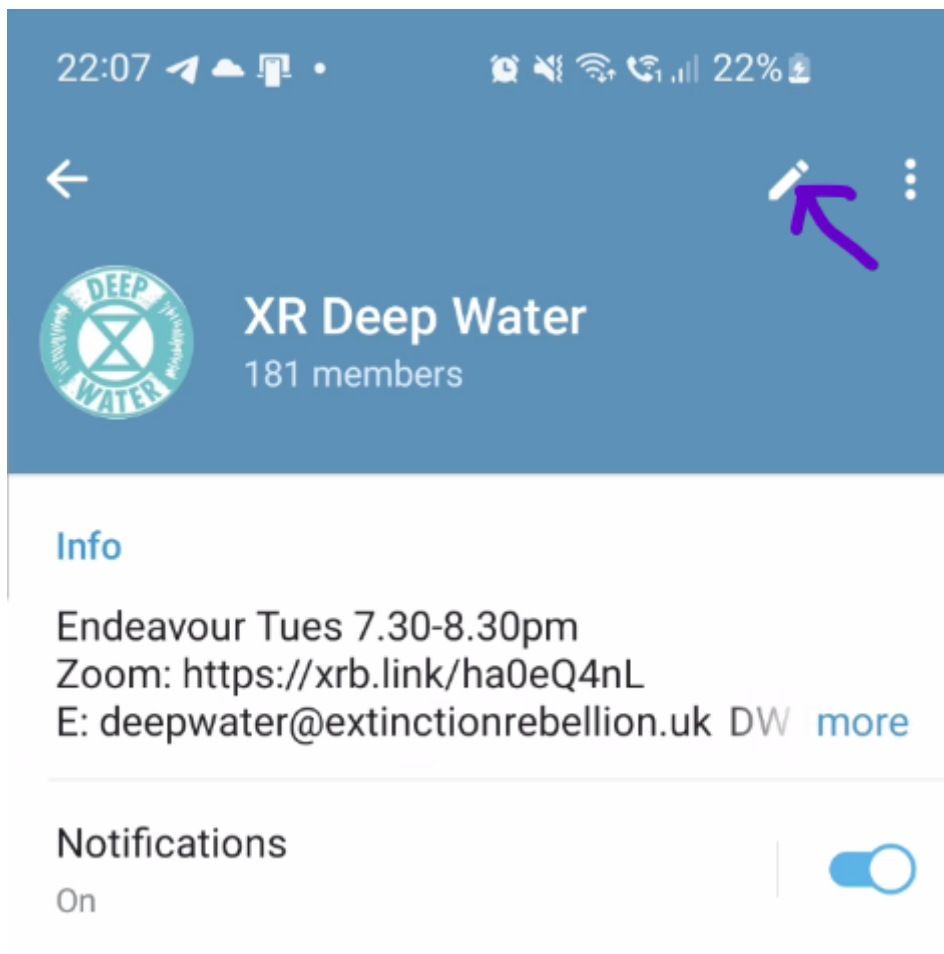 22:07
22%
DEEP
WATER
XR Deep Water
181 members
Info
Endeavour Tues 7.30-8.30pm
Zoom: https://xrb.link/ha0eQ4nL
E: deepwater@extinctionrebellion.uk DW more
Notifications
On